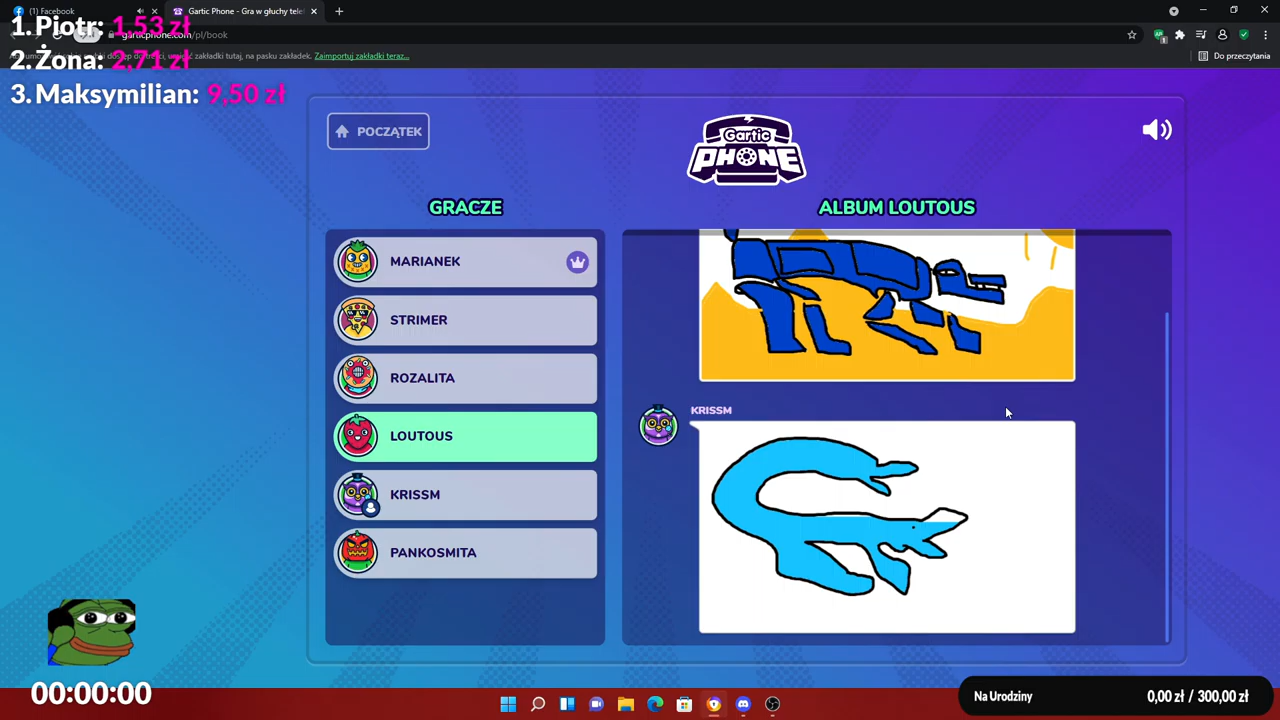 Facebook
Gartic Phone - Gra w głuchy telef
1. Piotr: 1,53 zł
garticphone.com/pl/book
2. Żona: 2,71 zł
Zaimportuj zakładki teraz...
Do przeczytania
3. Maksymilian: 9,50 zł
POCZĄTEK
Gartic
PHONE
GRACZE
ALBUM LOUTOUS
MARIANEK
STRIMER
ROZALITA
LOUTOUS
KRISSM
PANKOSMITA
KRISSM
00:00:00
Na Urodziny
0,00 zł / 300,00 zł